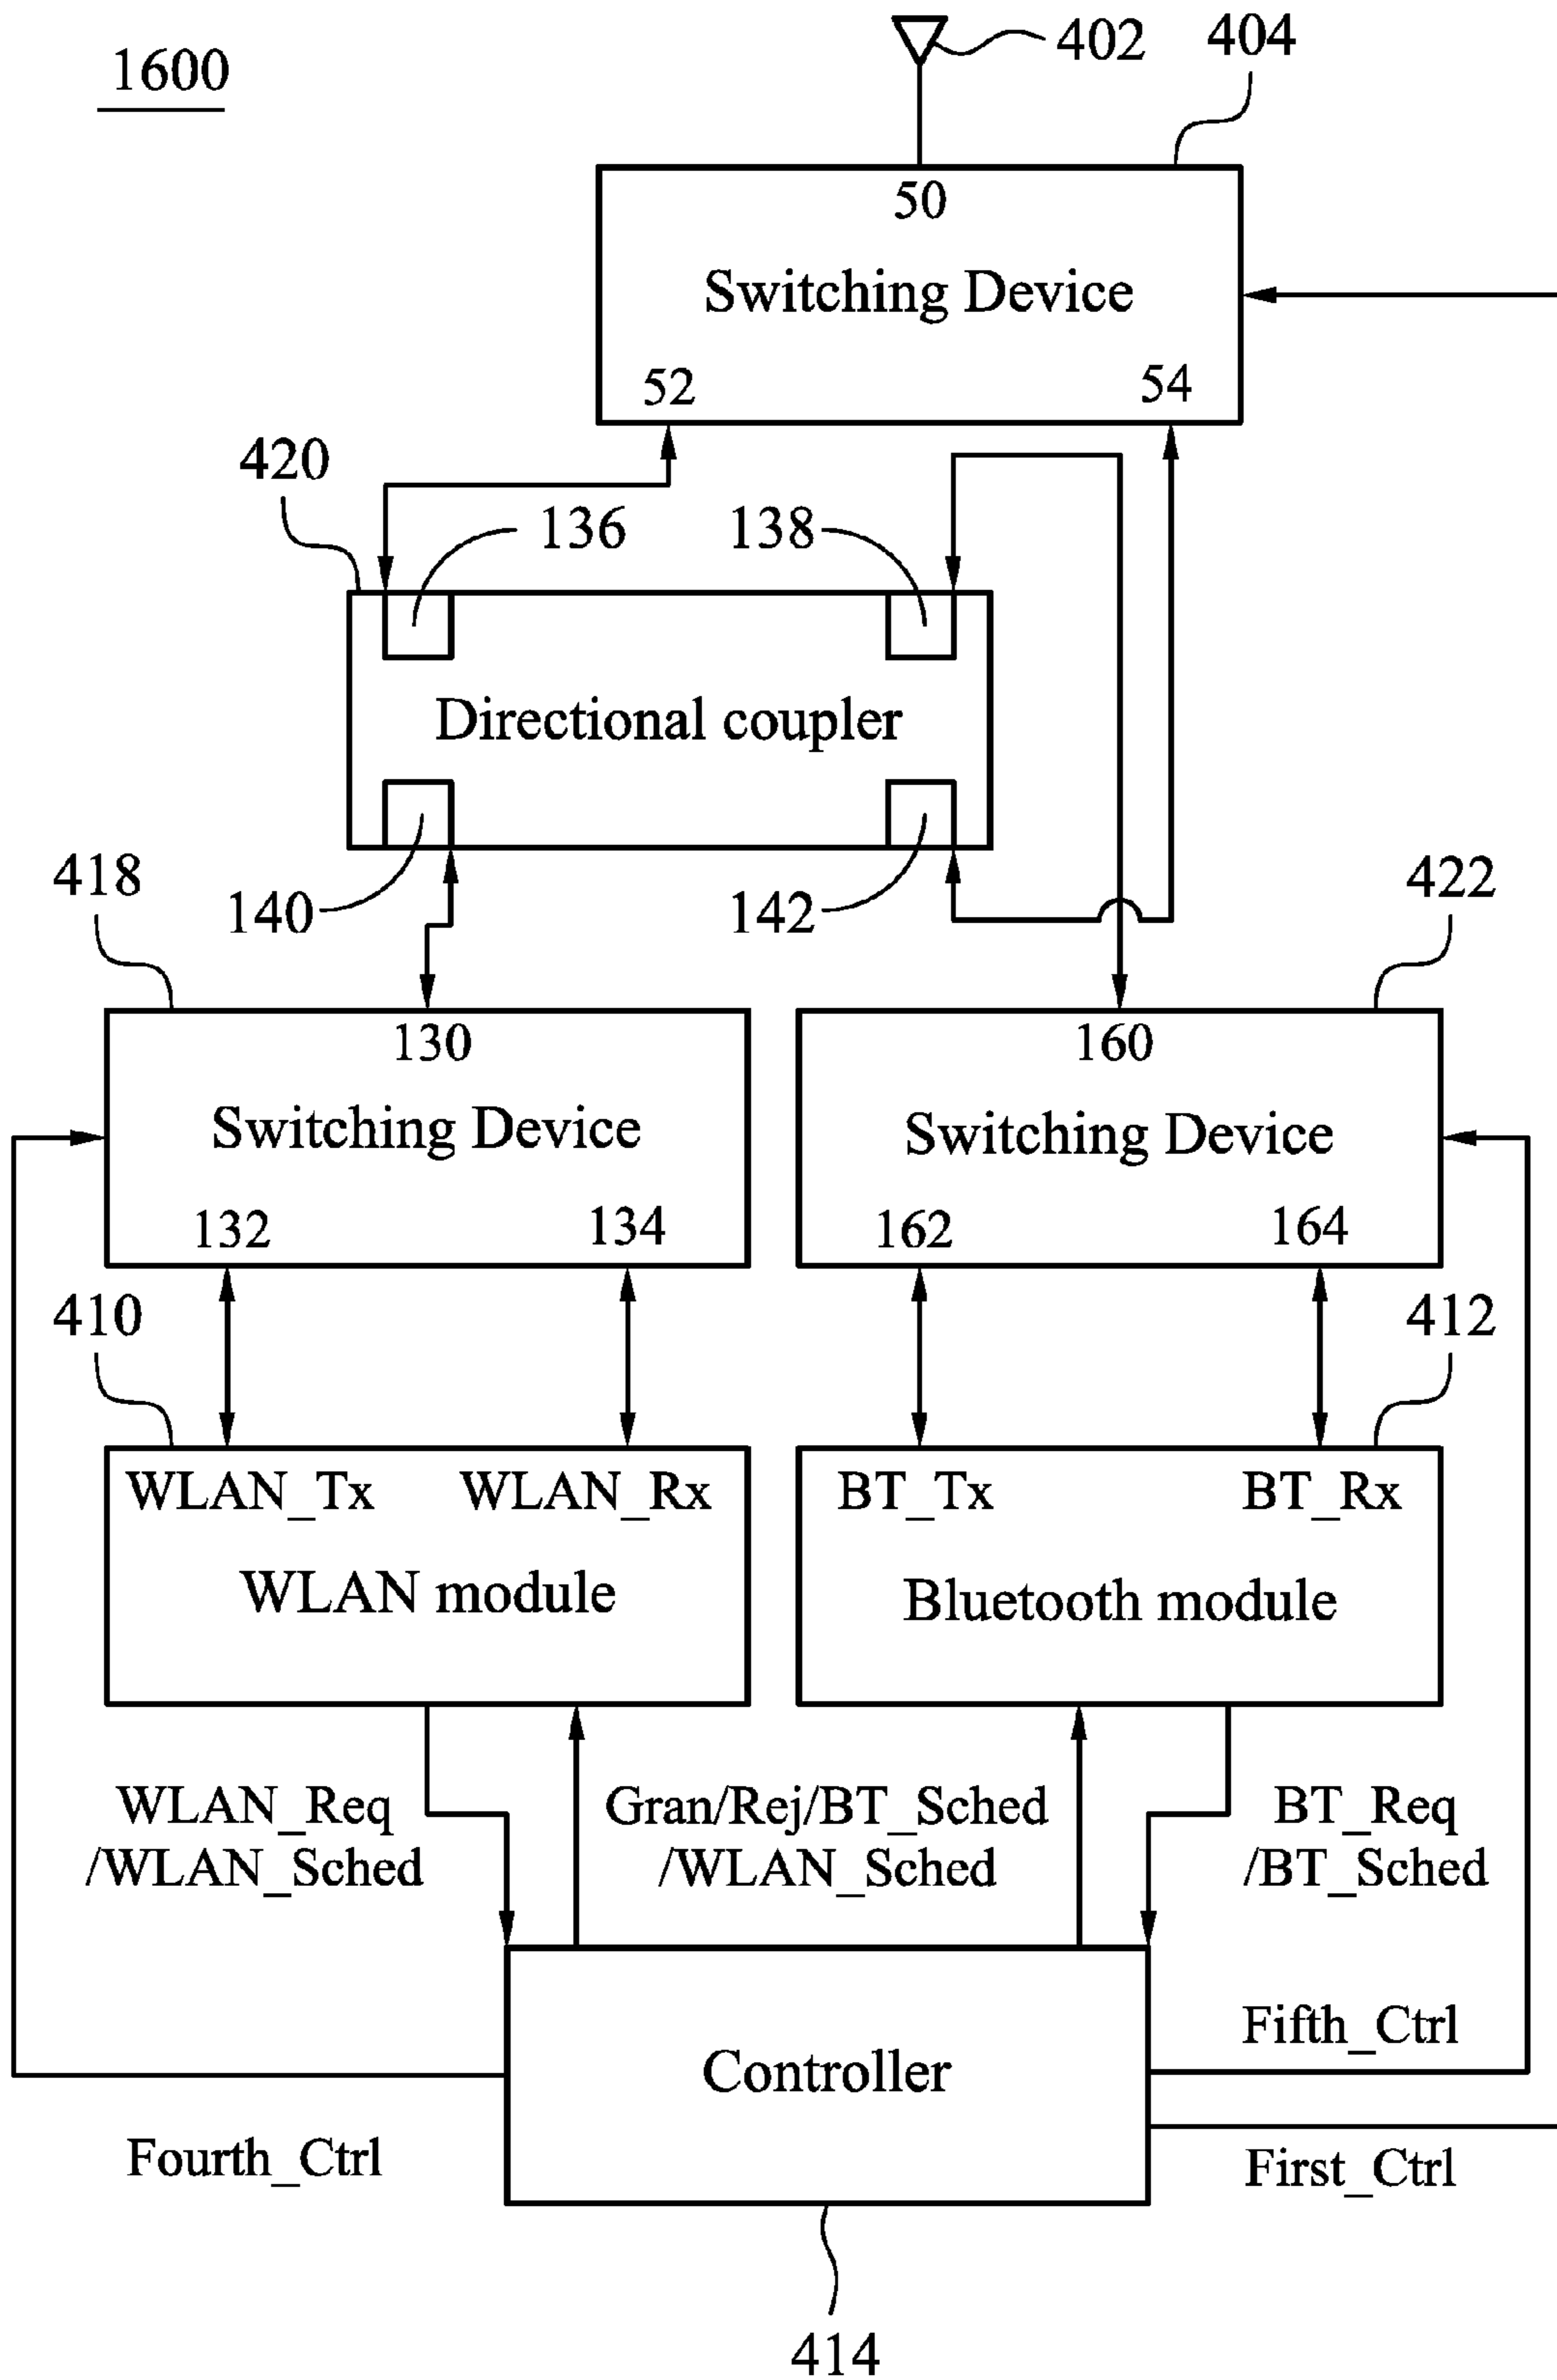 1600
402
404
50
Switching Device
52
54
420
136
138
Directional coupler
140
142
418
422
130
160
Switching Device
Switching Device
132
134
162
164
410
412
WLAN_Tx
WLAN_Rx
BT_Tx
BT_Rx
WLAN module
Bluetooth module
WLAN_Req
/WLAN_Sched
Gran/Rej/BT_Sched
/WLAN_Sched
BT_Req
/BT_Sched
Fifth_Ctrl
Controller
Fourth_Ctrl
First_Ctrl
414